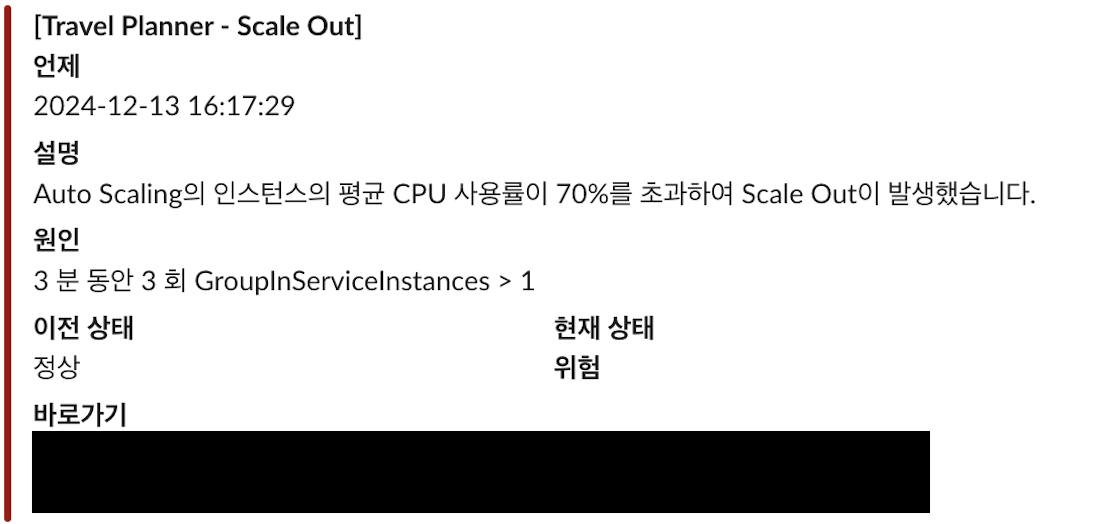 [Travel Planner - Scale Out]
언제
2024-12-13 16:17:29
설명
Auto Scaling의 인스턴스의 평균 CPU 사용률이 70%를 초과하여 Scale Out이 발생했습니다.
원인
3 분 동안 3 회 GroupInServiceInstances > 1
이전 상태
현재 상태
정상
위험
바로가기